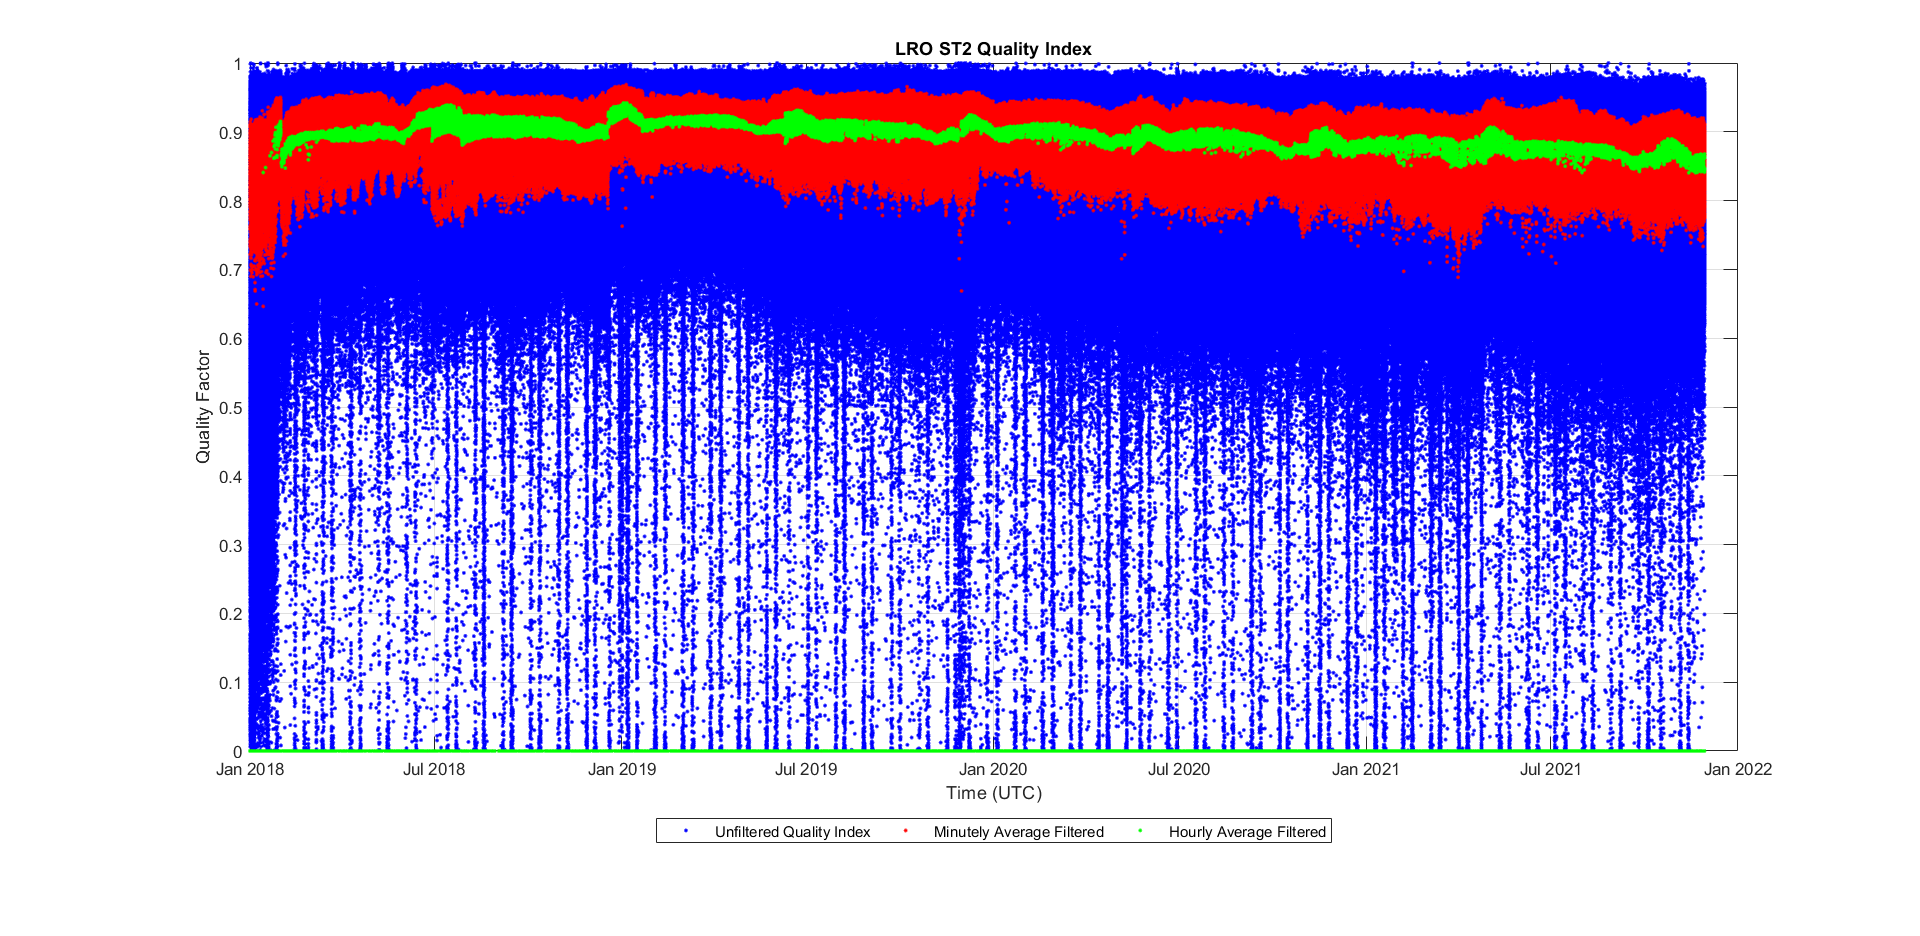 LRO ST2 Quality Index
1
0.9
0.8
0.7
0.6
0.5
0.4
0.3
0.2
0.1
0
Quality Factor
Jan 2018 Jul 2018 Jan 2019 Jul 2019 Jan 2020 Jul 2020 Jan 2021 Jul 2021 Jan 2022
Time (UTC)
Unfiltered Quality Index Minutely Average Filtered Hourly Average Filtered